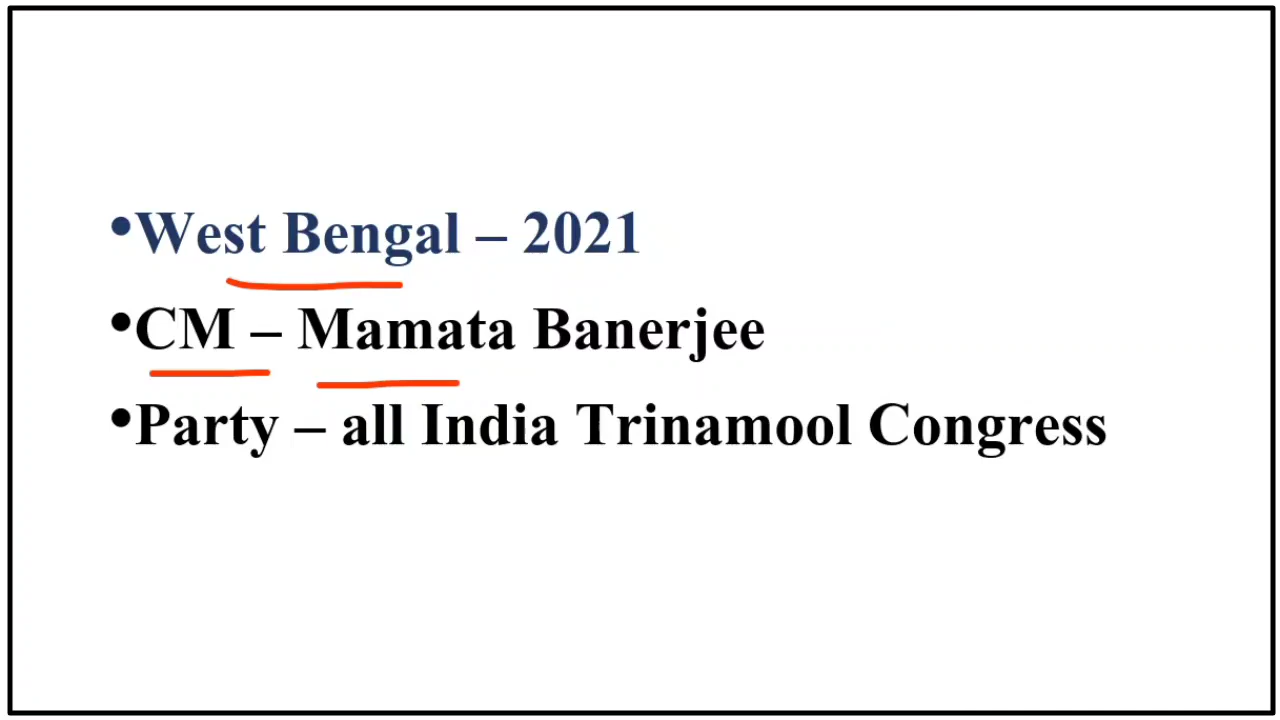 •West Bengal – 2021
•CM – Mamata Banerjee
•Party – all India Trinamool Congress